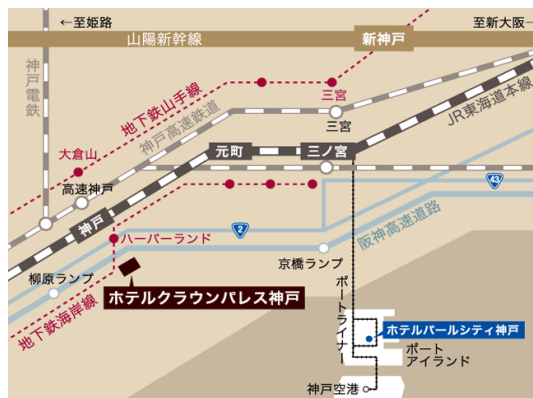 ←至姫路
至新大阪→
山陽新幹線
新神戸
神戸電鉄
地下鉄山手線
三宮
神戸高速鉄道
三宮
JR東海道本線
大倉山
元町
三ノ宮
高速神戸
43
神戸
2
ハーバーランド
阪神高速道路
京橋ランプ
柳原ランプ
ホテルクラウンパレス神戸
地下鉄海岸線
ポートライナー
ホテルパールシティ神戸
ポート
アイランド
神戸空港